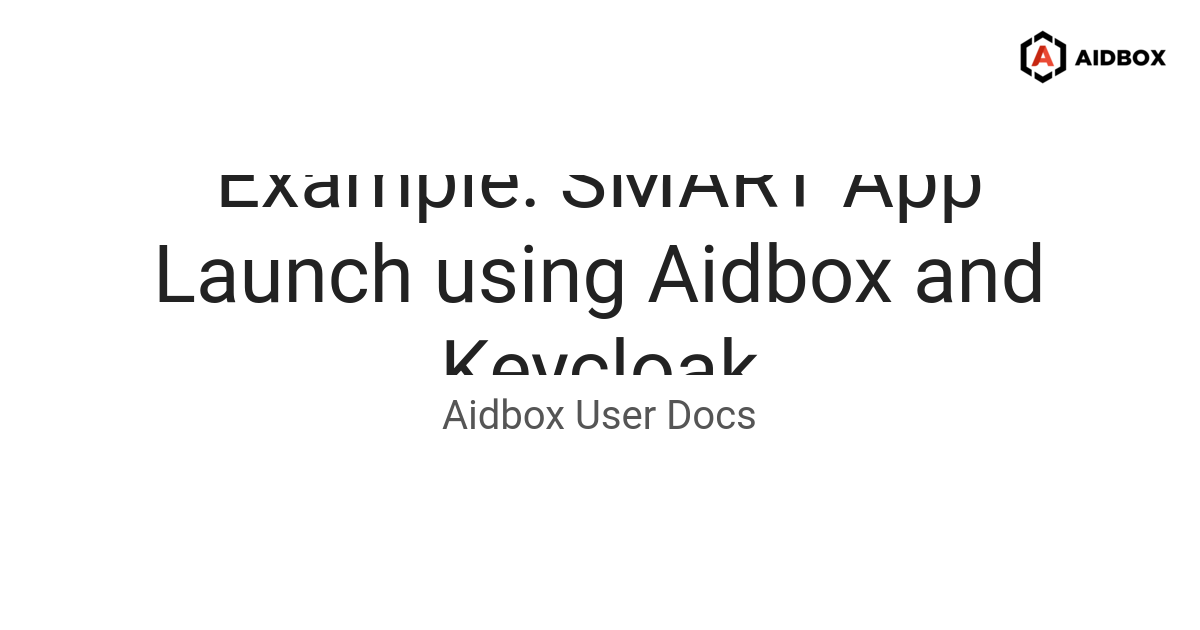 AIDBOX
Example: SMART App
Launch using Aidbox and
Keycloak
Aidbox User Docs